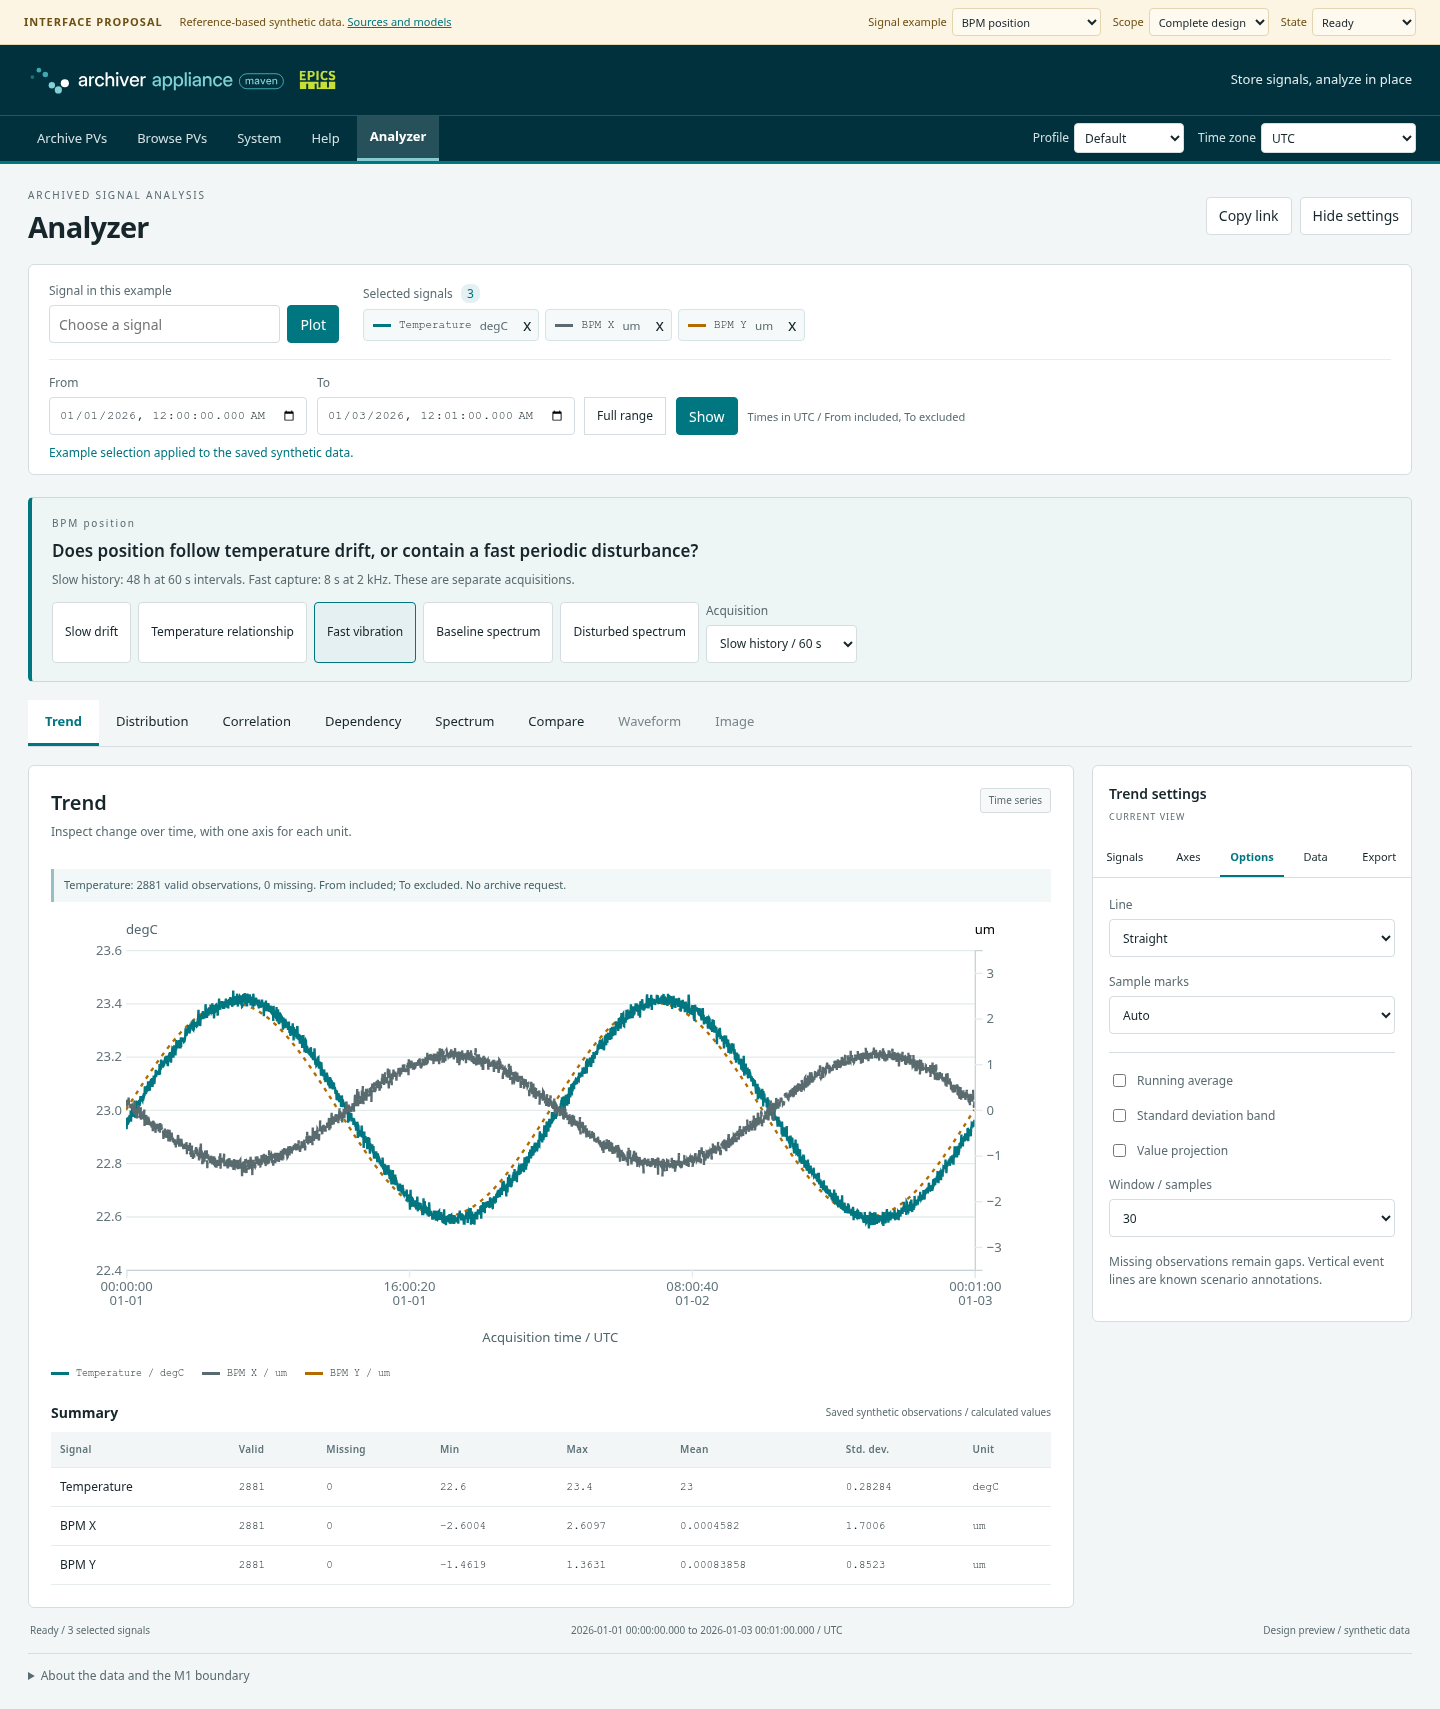 INTERFACE PROPOSAL Reference-based synthetic data. Sources and models Signal example BPM position Scope Complete design State Ready
archiver appliance maven EPICS Store signals, analyze in place
Archive PVs Browse PVs System Help Analyzer Profile Default Time zone UTC
ARCHIVED SIGNAL ANALYSIS
Analyzer
Copy link Hide settings
Signal in this example Selected signals 3
Choose a signal Plot Temperature degC X BPM X um X BPM Y um X
From To
01/01/2026, 12:00:00.000 AM 01/03/2026, 12:01:00.000 AM Full range Show Times in UTC / From included, To excluded
Example selection applied to the saved synthetic data.
BPM position
Does position follow temperature drift, or contain a fast periodic disturbance?
Slow history: 48 h at 60 s intervals. Fast capture: 8 s at 2 kHz. These are separate acquisitions.
Slow drift Temperature relationship Fast vibration Baseline spectrum Disturbed spectrum Acquisition
Slow history / 60 s
Trend Distribution Correlation Dependency Spectrum Compare Waveform Image
Trend
Time series
Inspect change over time, with one axis for each unit.
Temperature: 2881 valid observations, 0 missing. From included; To excluded. No archive request.
degC um
23.6
3
23.4
2
23.2
1
23.0 0
22.8
−1
22.6
−2
−3
22.4
00:00:00 16:00:20 08:00:40 00:01:00
01-01 01-01 01-02 01-03
Acquisition time / UTC
Temperature / degC BPM X / um BPM Y / um
Summary Saved synthetic observations / calculated values
Signal Valid Missing Min Max Mean Std. dev. Unit
Temperature 2881 0 22.6 23.4 23 0.28284 degC
BPM X 2881 0 −2.6004 2.6097 0.0004582 1.7006 um
BPM Y 2881 0 −1.4619 1.3631 0.00083858 0.8523 um
Trend settings
CURRENT VIEW
Signals Axes Options Data Export
Line
Straight
Sample marks
Auto
Running average
Standard deviation band
Value projection
Window / samples
30
Missing observations remain gaps. Vertical event
lines are known scenario annotations.
Ready / 3 selected signals 2026-01-01 00:00:00.000 to 2026-01-03 00:01:00.000 / UTC Design preview / synthetic data
About the data and the M1 boundary